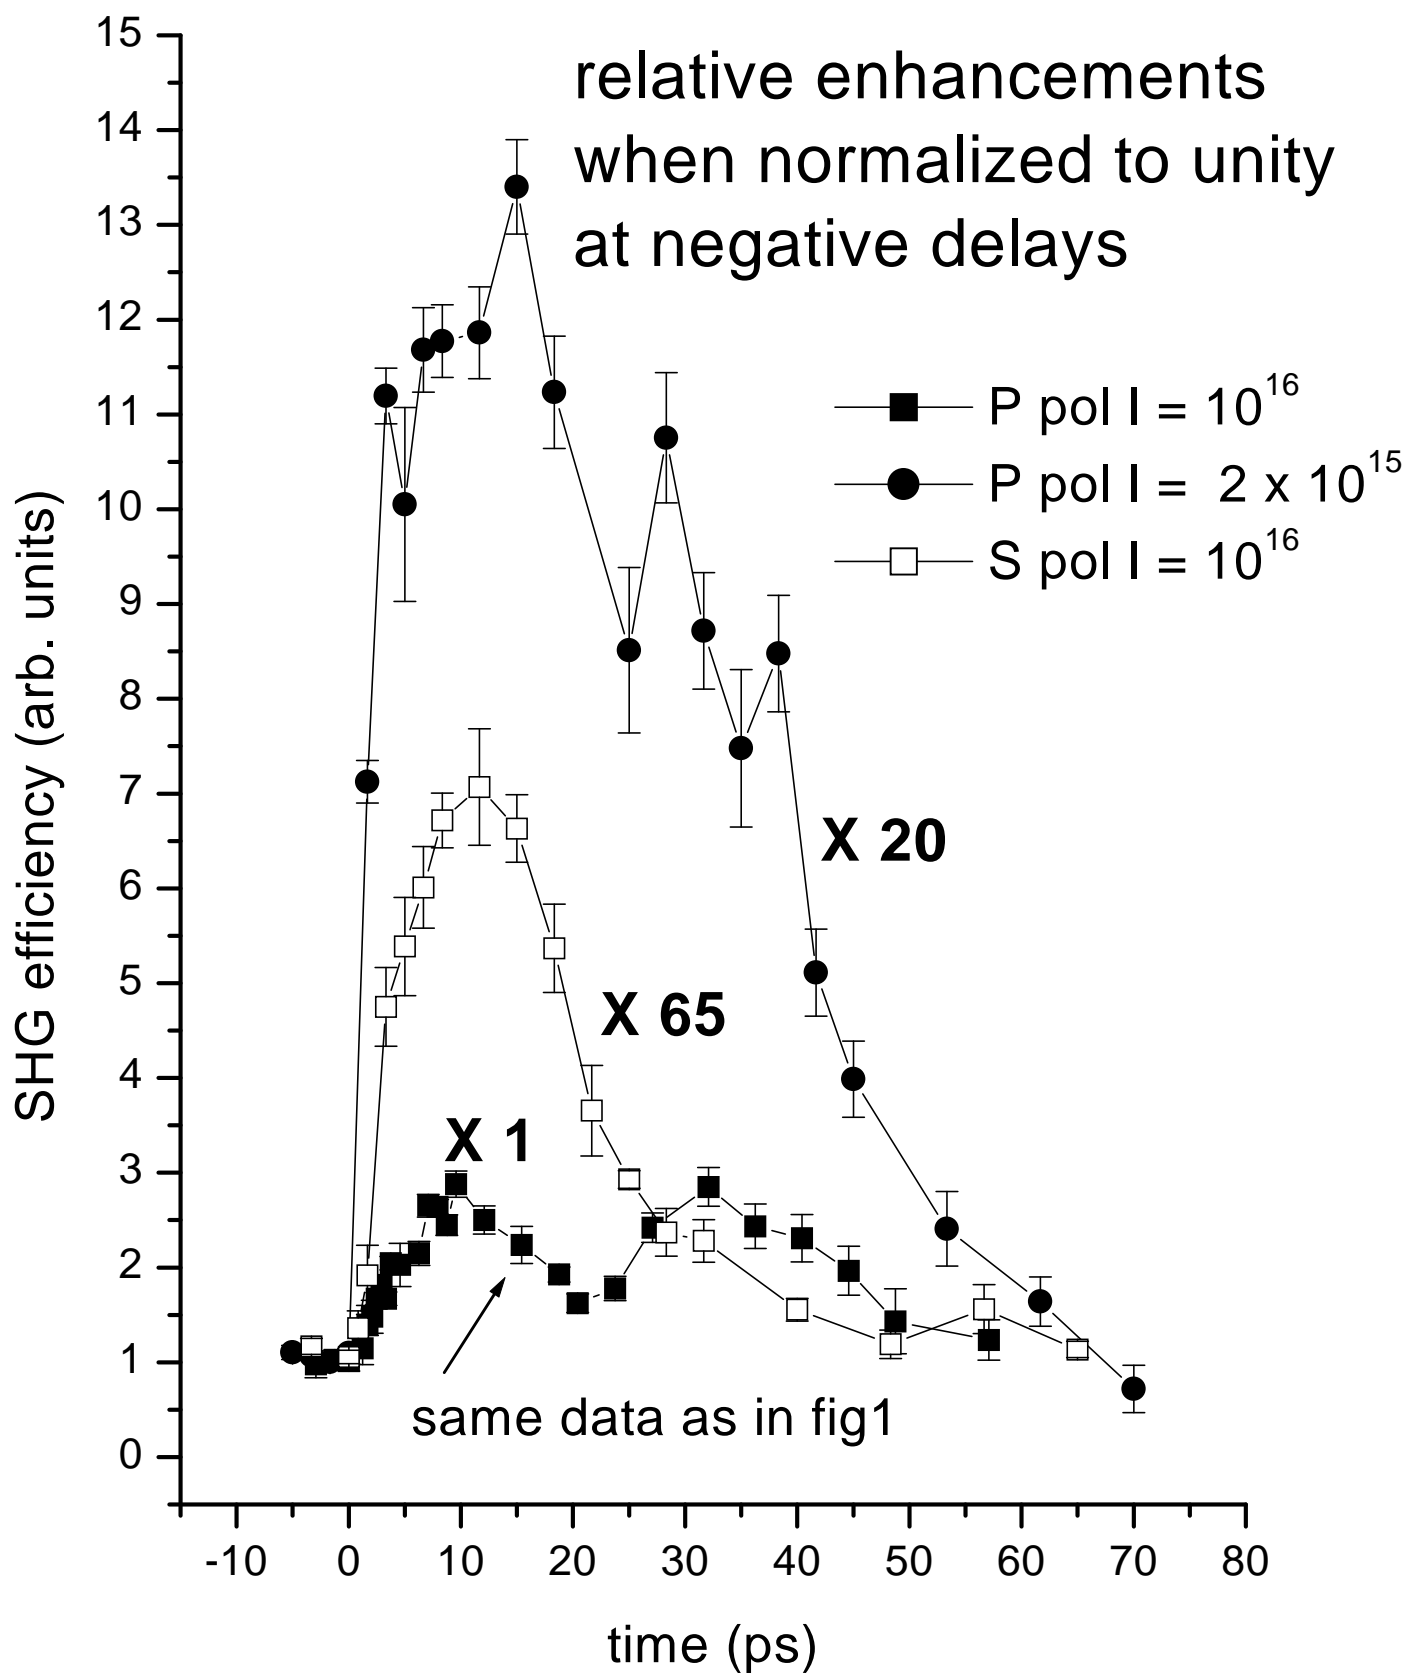 relative enhancements
when normalized to unity
at negative delays
P pol I = 10^16
P pol I = 2 x 10^15
S pol I = 10^16
X 20
X 65
X 1
same data as in fig1
SHG efficiency (arb. units)
15
14
13
12
11
10
9
8
7
6
5
4
3
2
1
0
-10 0 10 20 30 40 50 60 70 80
time (ps)